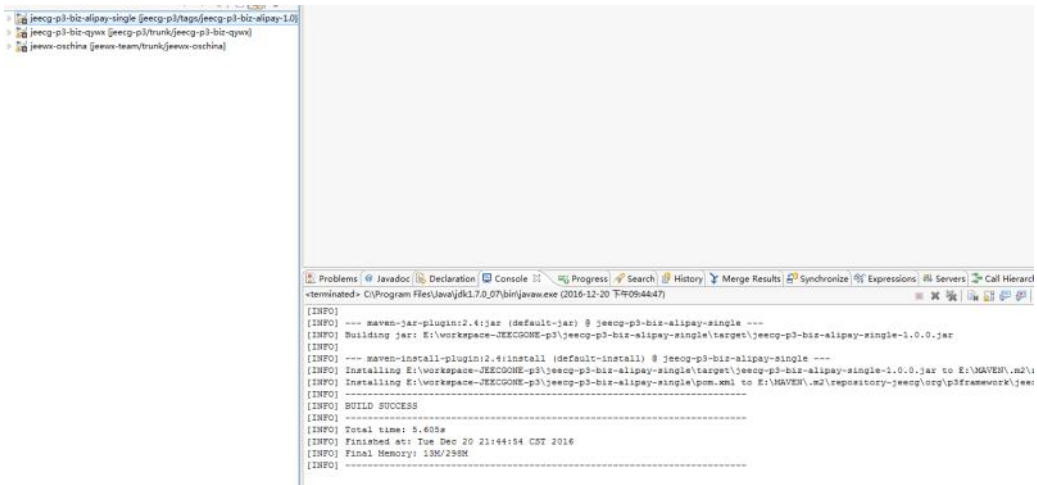 jeecg-p3-biz-alipay-single [jeecg-p3/tags/jeecg-p3-biz-alipay-1.0]
jeecg-p3-biz-qywx [jeecg-p3/trunk/jeecg-p3-biz-qywx]
jeewx-oschina [jeewx-team/trunk/jeewx-oschina]
Problems Javadoc Declaration Console Progress Search History Merge Results Synchronize Expressions Servers Call Hierarch
<terminated> C:\Program Files\Java\jdk1.7.0_07\bin\javaw.exe (2016-12-20 下午09:44:47)
[INFO]
[INFO] --- maven-jar-plugin:2.4:jar (default-jar) @ jeecg-p3-biz-alipay-single ---
[INFO] Building jar: E:\workspace-JEECGONE-p3\jeecg-p3-biz-alipay-single\target\jeecg-p3-biz-alipay-single-1.0.0.jar
[INFO]
[INFO] --- maven-install-plugin:2.4:install (default-install) @ jeecg-p3-biz-alipay-single ---
[INFO] Installing E:\workspace-JEECGONE-p3\jeecg-p3-biz-alipay-single\target\jeecg-p3-biz-alipay-single-1.0.0.jar to E:\MAVEN\.m2\
[INFO] Installing E:\workspace-JEECGONE-p3\jeecg-p3-biz-alipay-single\pom.xml to E:\MAVEN\.m2\repository-jeecg\org\p3framework\jeec
[INFO] ------------------------------------------------------------------------
[INFO] BUILD SUCCESS
[INFO] ------------------------------------------------------------------------
[INFO] Total time: 5.605s
[INFO] Finished at: Tue Dec 20 21:44:54 CST 2016
[INFO] Final Memory: 13M/298M
[INFO] ------------------------------------------------------------------------